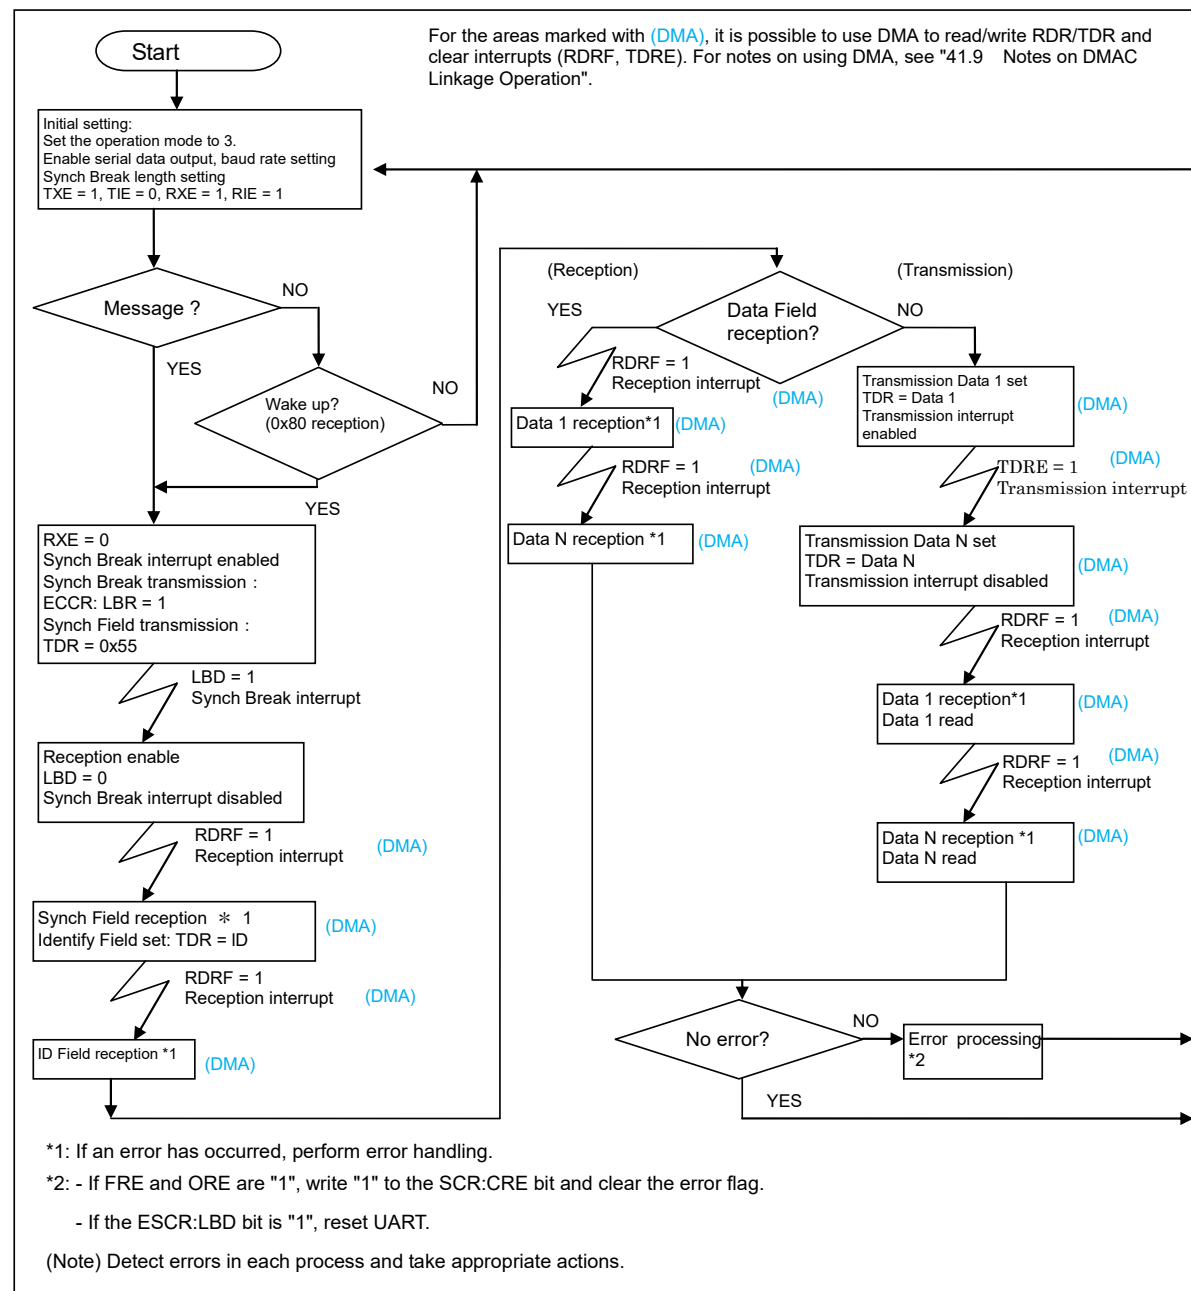 Start
For the areas marked with (DMA), it is possible to use DMA to read/write RDR/TDR and
clear interrupts (RDRF, TDRE). For notes on using DMA, see "41.9 Notes on DMAC
Linkage Operation".
Initial setting:
Set the operation mode to 3.
Enable serial data output, baud rate setting
Synch Break length setting
TXE = 1, TIE = 0, RXE = 1, RIE = 1
Message ?
NO
YES
Wake up?
(0x80 reception)
NO
YES
RXE = 0
Synch Break interrupt enabled
Synch Break transmission :
ECCR: LBR = 1
Synch Field transmission :
TDR = 0x55
LBD = 1
Synch Break interrupt
Reception enable
LBD = 0
Synch Break interrupt disabled
RDRF = 1
Reception interrupt (DMA)
Synch Field reception * 1
Identify Field set: TDR = ID
(DMA)
RDRF = 1
Reception interrupt (DMA)
ID Field reception *1
(DMA)
(Reception)
(Transmission)
YES
Data Field
reception?
NO
RDRF = 1
Reception interrupt
(DMA)
Data 1 reception*1
(DMA)
RDRF = 1 (DMA)
Reception interrupt
Data N reception *1
(DMA)
Transmission Data 1 set
TDR = Data 1
Transmission interrupt
enabled
(DMA)
TDRE = 1 (DMA)
Transmission interrupt
Transmission Data N set
TDR = Data N
Transmission interrupt disabled
(DMA)
RDRF = 1 (DMA)
Reception interrupt
Data 1 reception*1
Data 1 read
(DMA)
RDRF = 1 (DMA)
Reception interrupt
Data N reception *1
Data N read
(DMA)
No error?
NO
Error processing
*2
YES
*1: If an error has occurred, perform error handling.
*2: - If FRE and ORE are "1", write "1" to the SCR:CRE bit and clear the error flag.
- If the ESCR:LBD bit is "1", reset UART.
(Note) Detect errors in each process and take appropriate actions.